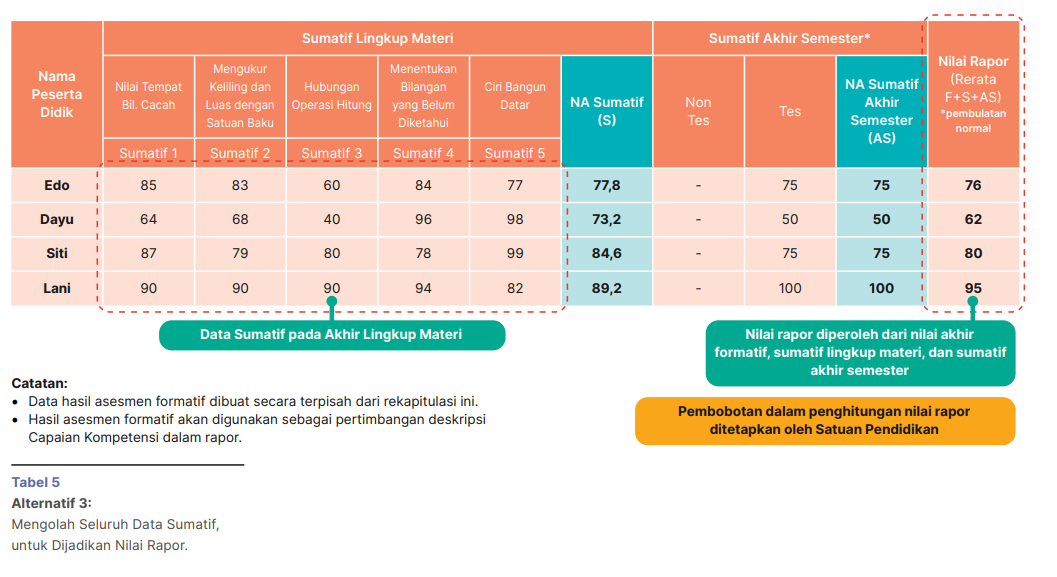 Nama
Peserta
Didik
Sumatif Lingkup Materi
Sumatif Akhir Semester*
Nilai Rapor
(Rerata
F+S+AS)
*pembulatan
normal
Nilai Tempat
Bil. Cacah
Mengukur
Keliling dan
Luas dengan
Satuan Baku
Hubungan
Operasi Hitung
Menentukan
Bilangan
yang Belum
Diketahui
Ciri Bangun
Datar
NA Sumatif
(S)
Non
Tes
Tes
NA Sumatif
Akhir
Semester
(AS)
Sumatif 1
Sumatif 2
Sumatif 3
Sumatif 4
Sumatif 5
Edo 85 83 60 84 77 77,8 - 75 75 76
Dayu 64 68 40 96 98 73,2 - 50 50 62
Siti 87 79 80 78 99 84,6 - 75 75 80
Lani 90 90 90 94 82 89,2 - 100 100 95
Data Sumatif pada Akhir Lingkup Materi
Nilai rapor diperoleh dari nilai akhir
formatif, sumatif lingkup materi, dan sumatif
akhir semester
Catatan:
• Data hasil asesmen formatif dibuat secara terpisah dari rekapitulasi ini.
• Hasil asesmen formatif akan digunakan sebagai pertimbangan deskripsi
Capaian Kompetensi dalam rapor.
Pembobotan dalam penghitungan nilai rapor
ditetapkan oleh Satuan Pendidikan
Tabel 5
Alternatif 3:
Mengolah Seluruh Data Sumatif,
untuk Dijadikan Nilai Rapor.